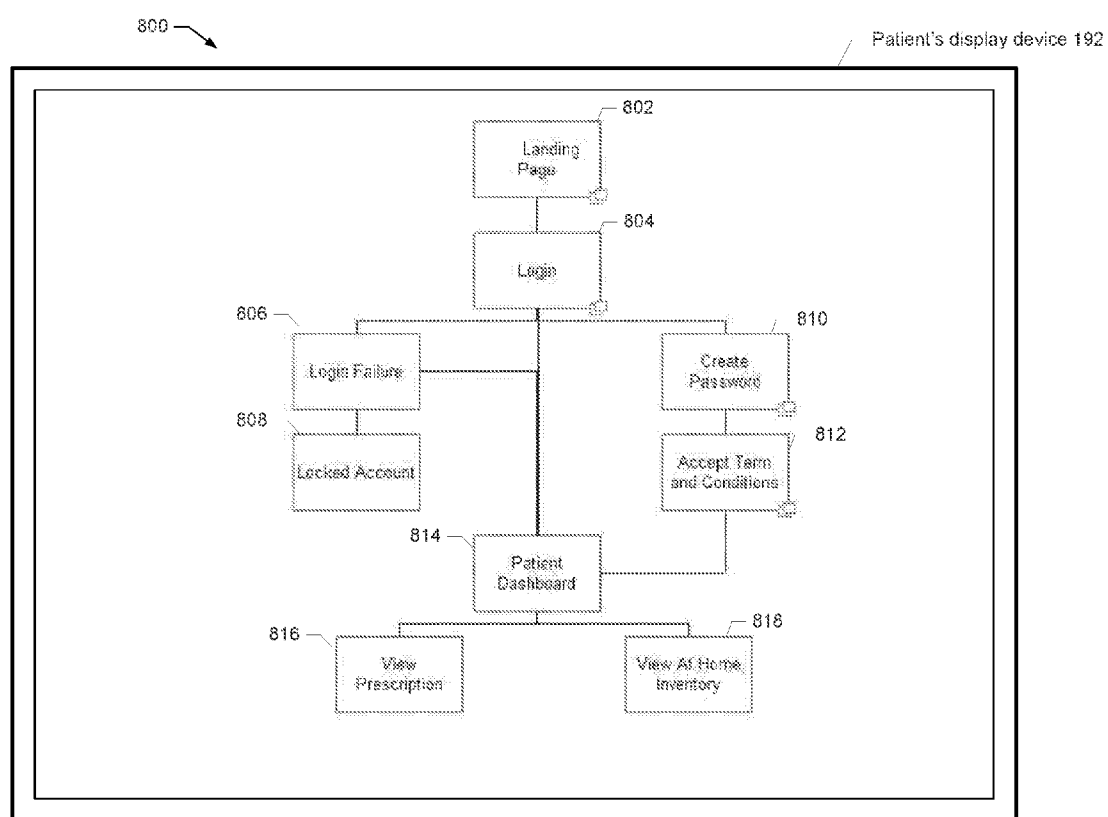 800
Patient's display device 192
802
Landing
Page
804
Login
806
Login Failure
810
Create
Password
808
Locked Account
812
Accept Term
and Conditions
814
Patient
Dashboard
816
View
Prescription
818
View At Home
Inventory